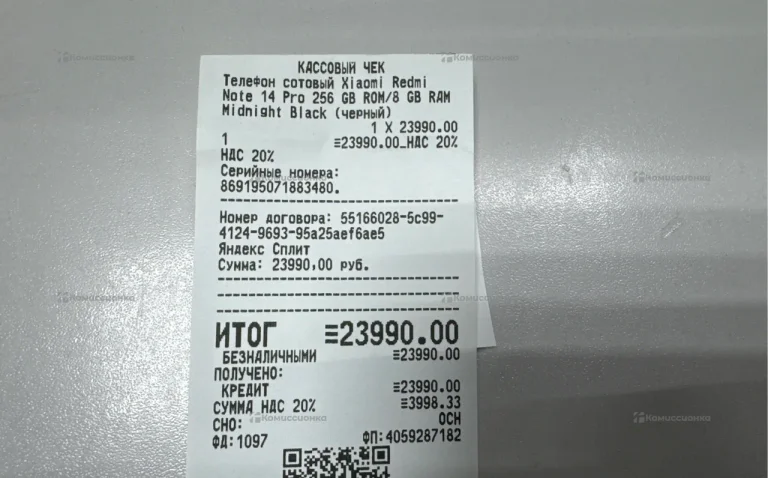 КАССОВЫЙ ЧЕК
Телефон сотовый Xiaomi Redmi
Note 14 Pro 256 GB ROM/8 GB RAM
Midnight Black (черный)
1 X 23990.00
1 ≡23990.00_НДС 20%
НДС 20%
Серийные номера:
869195071883480.
Номер договора: 55166028-5c99-
4124-9693-95a25aef6ae5
Яндекс Сплит
Сумма: 23990,00 руб.
ИТОГ ≡23990.00
БЕЗНАЛИЧНЫМИ ≡23990.00
ПОЛУЧЕНО:
КРЕДИТ ≡23990.00
СУММА НДС 20% ≡3998.33
СНО: ОСН
ФД:1097 ФП:4059287182
Комиссионка
Комиссионка
Комиссионка
Комиссионка
Комиссионка
Комиссионка
Комиссионка
Комиссионка